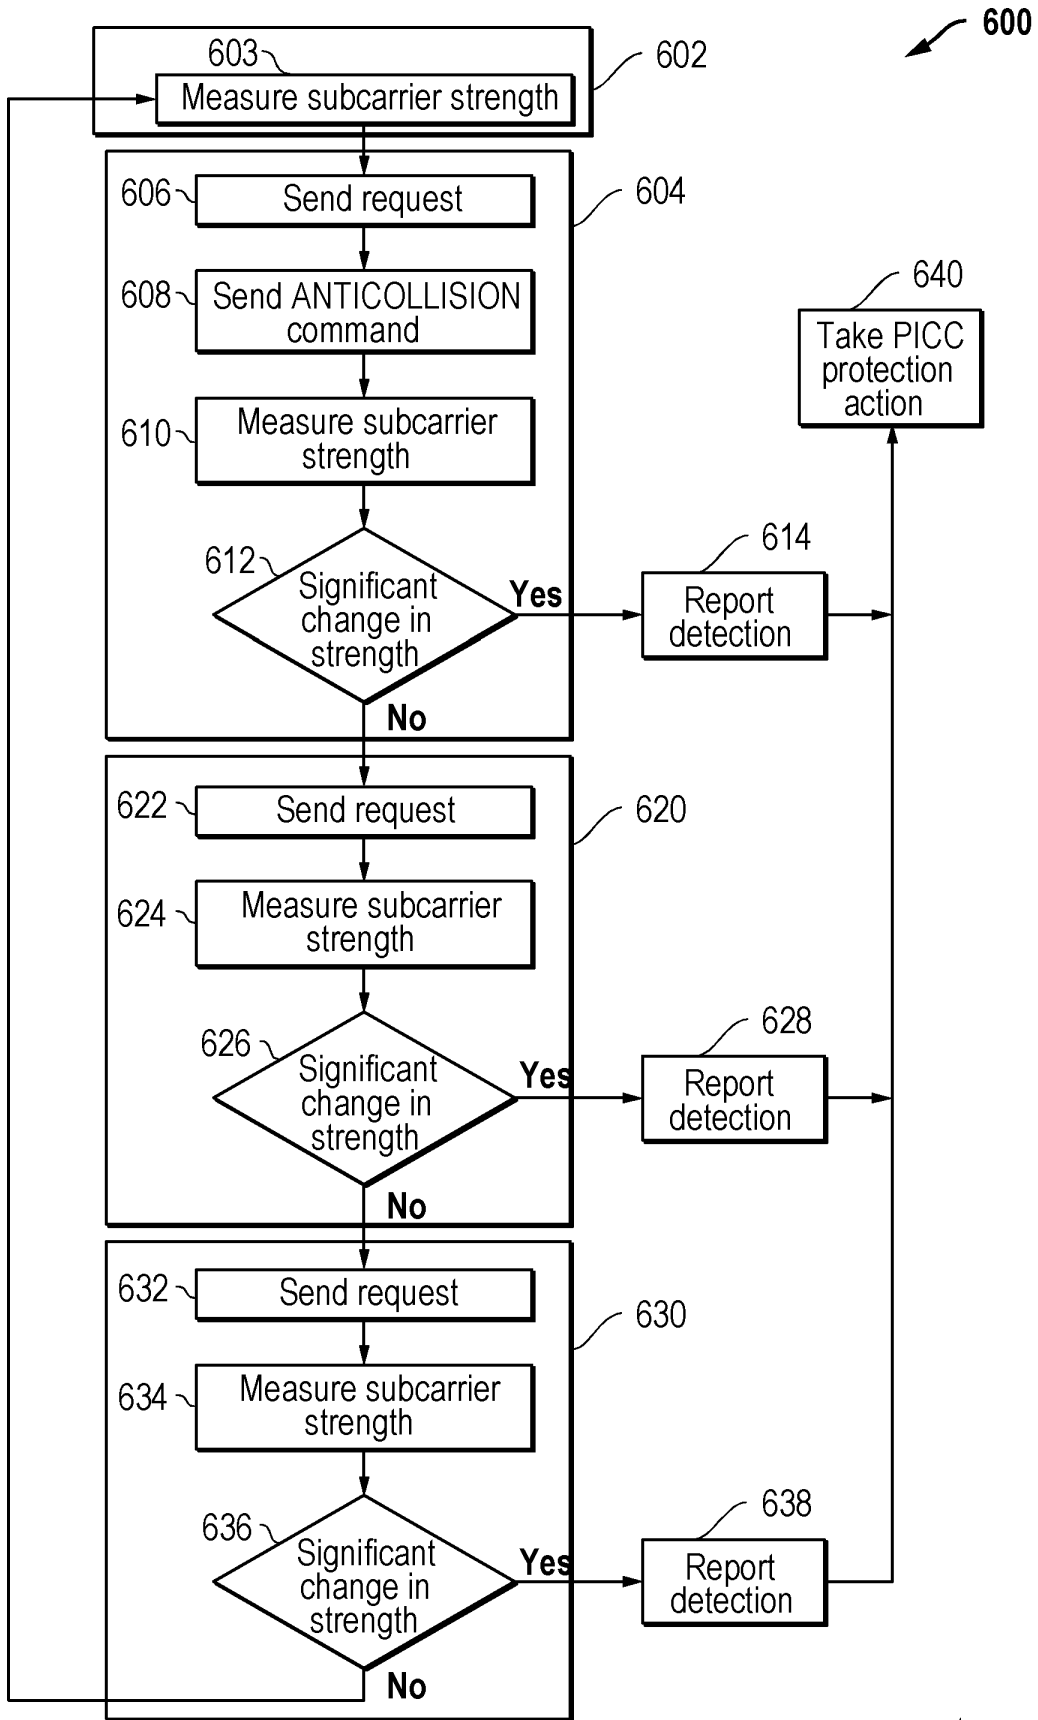 600
603
602
Measure subcarrier strength
606
Send request
604
608
Send ANTICOLLISION
command
640
Take PICC
protection
action
610
Measure subcarrier
strength
612
Significant
change in
strength
Yes
614
Report
detection
No
622
Send request
620
624
Measure subcarrier
strength
626
Significant
change in
strength
Yes
628
Report
detection
No
632
Send request
630
634
Measure subcarrier
strength
636
Significant
change in
strength
Yes
638
Report
detection
No